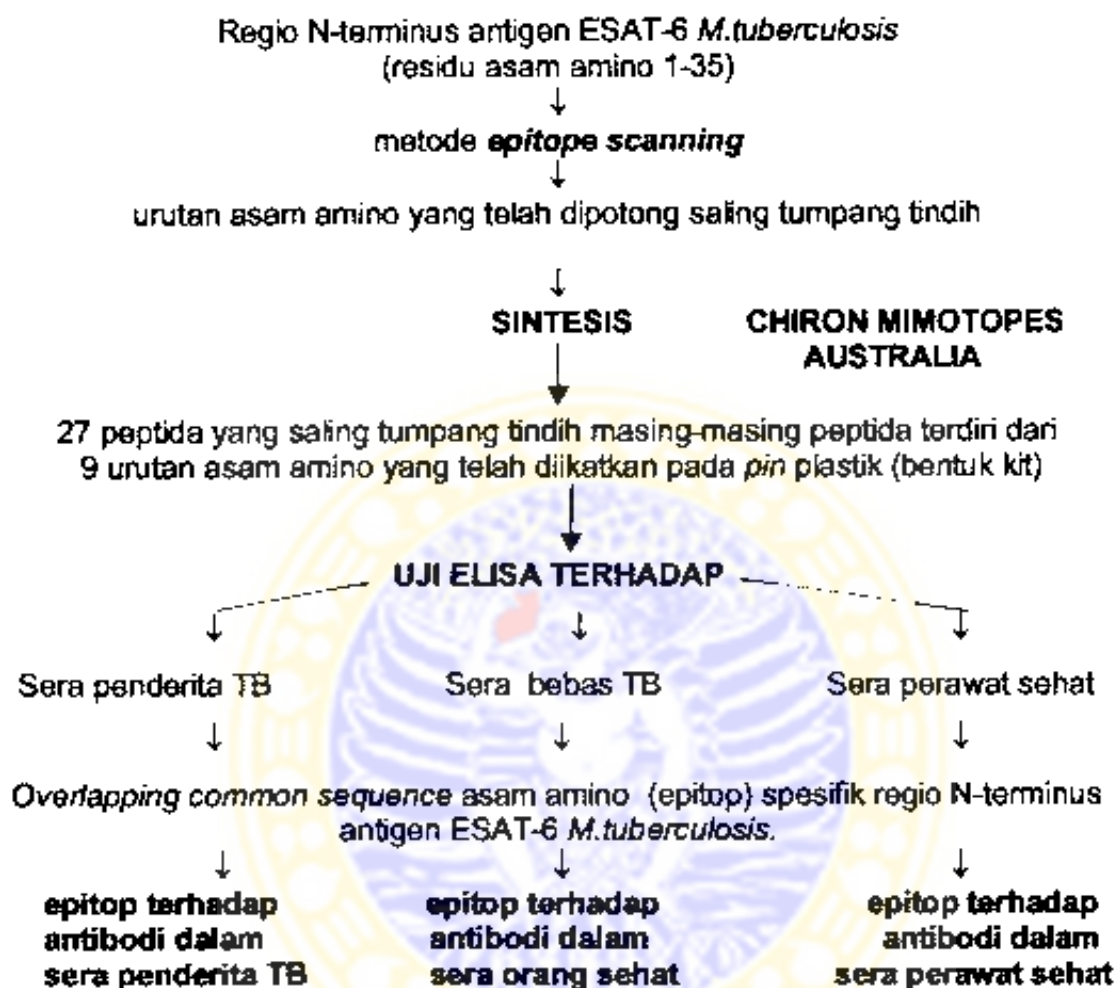 Regio N-terminus antigen ESAT-6 M.tuberculosis
(residu asam amino 1-35)
↓
metode epitope scanning
↓
urutan asam amino yang telah dipotong saling tumpang tindih
↓
SINTESIS CHIRON MIMOTOPES
AUSTRALIA
↓
27 peptida yang saling tumpang tindih masing-masing peptida terdiri dari
9 urutan asam amino yang telah diikatkan pada pin plastik (bentuk kit)
↓
UJI ELISA TERHADAP
↓ ↓ ↓
Sera penderita TB Sera bebas TB Sera perawat sehat
↓ ↓ ↓
Overlapping common sequence asam amino (epitop) spesifik regio N-terminus
antigen ESAT-6 M.tuberculosis.
↓ ↓ ↓
epitop terhadap epitop terhadap epitop terhadap
antibodi dalam antibodi dalam antibodi dalam
sera penderita TB sera orang sehat sera perawat sehat